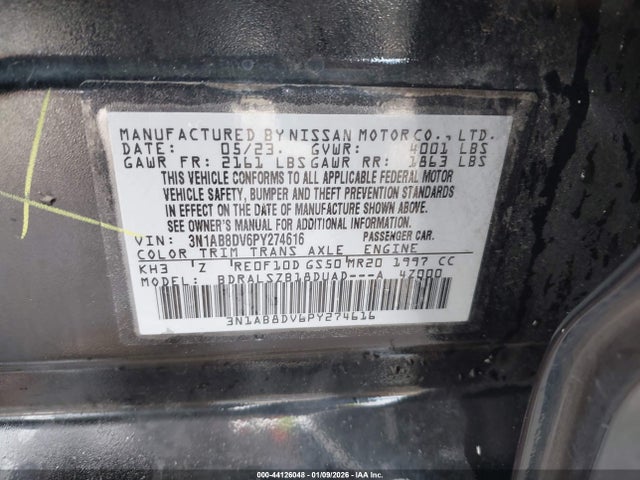 MANUFACTURED BY NISSAN MOTOR CO., LTD.
DATE: 05/23. GVWR: 4001 LBS
GAWR FR: 2161 LBS GAWR RR: 1863 LBS
THIS VEHICLE CONFORMS TO ALL APPLICABLE FEDERAL MOTOR
VEHICLE SAFETY, BUMPER AND THEFT PREVENTION STANDARDS
IN EFFECT ON THE DATE OF MANUFACTURE SHOWN ABOVE.
SEE OWNER'S MANUAL FOR ADDITIONAL INFORMATION
VIN: 3N1AB8DV6PY274616 PASSENGER CAR.
COLOR TRIM TRANS AXLE ENGINE
KH3 Z RE0F10D GS50 MR20 1997 CC
MODEL: BDRALSZB18DUAD---A 4Z000
3N1AB8DV6PY274616
000-44126048 - 01/09/2026 - IAAI.COM